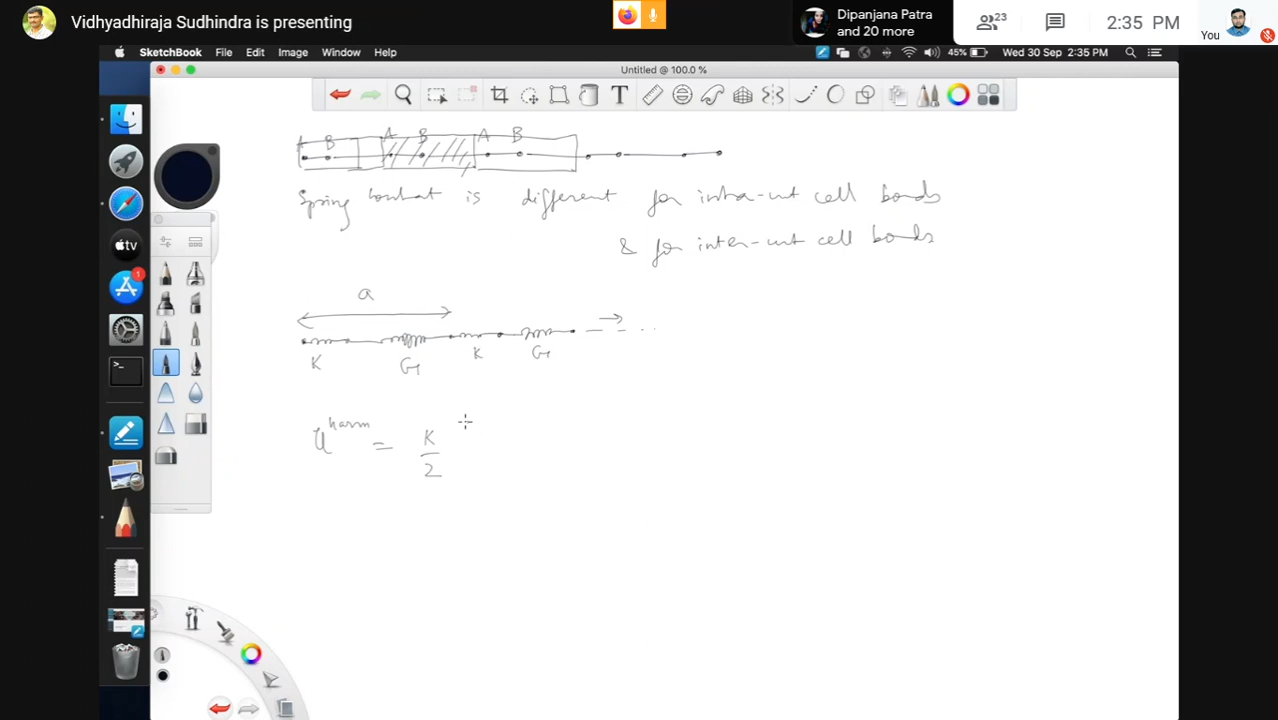 Vidhyadhiraja Sudhindra is presenting
Dipanjana Patra
and 20 more
23
2:35 PM
You
SketchBook File Edit Image Window Help
45% Wed 30 Sep 2:35 PM
Untitled @ 100.0 %
A B A B A B
Spring constant is different for intra-unit cell bonds
& for inter-unit cell bonds
a
K G K G
U^harm = K/2
tv
1
T